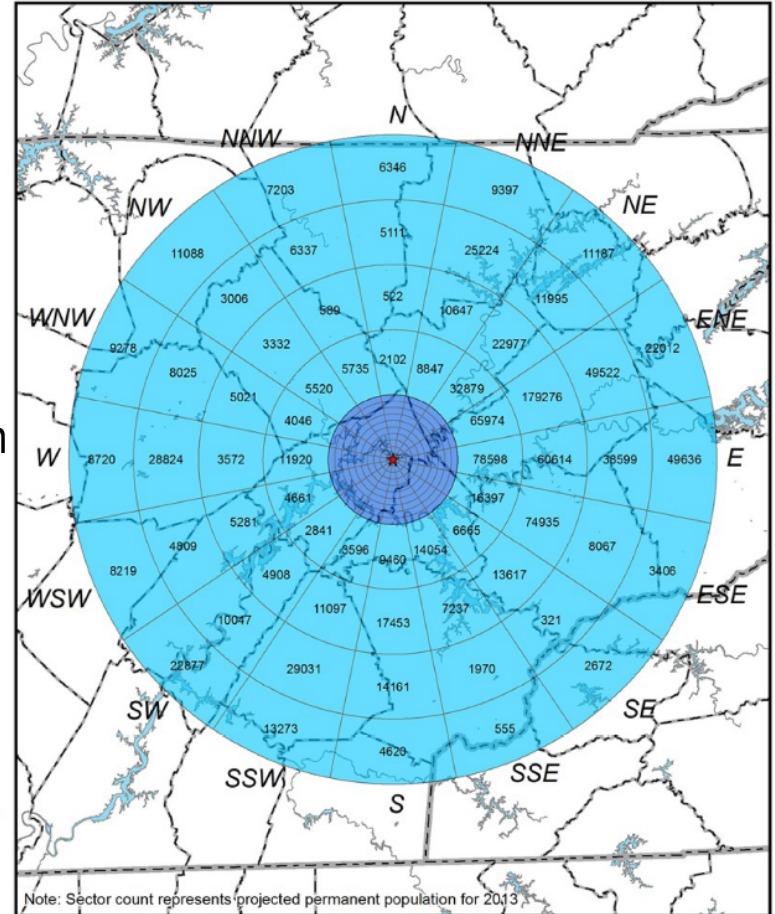 N
NNW NNE
6346
7203 9397
NW NE
5111
11088 6337 25224 11187
3006 589 522 10647 11995
WNW ENE
9278 3332 22977 22012
8025 5735 2102 8847 49522
5021 5520 32879 179276
4046 65974
W 8720 28824 3572 11920 78598 60614 38599 49636 E
4661 16397
5281 2841 6665 74935
4809 3596 9460 14054 8067
8219 4908 13617 3406
WSW ESE
10047 11097 17453 7237 321
22877 29031 14161 1970 2672
SW SE
13273 4620 555
SSW SSE
S
Note: Sector count represents projected permanent population for 2013